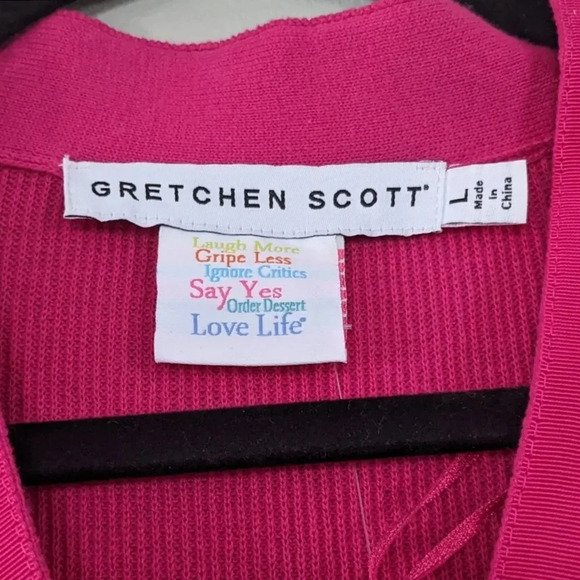 GRETCHEN SCOTT®
L
Made
in
China
Laugh More
Gripe Less
Ignore Critics
Say Yes
Order Dessert
Love Life®